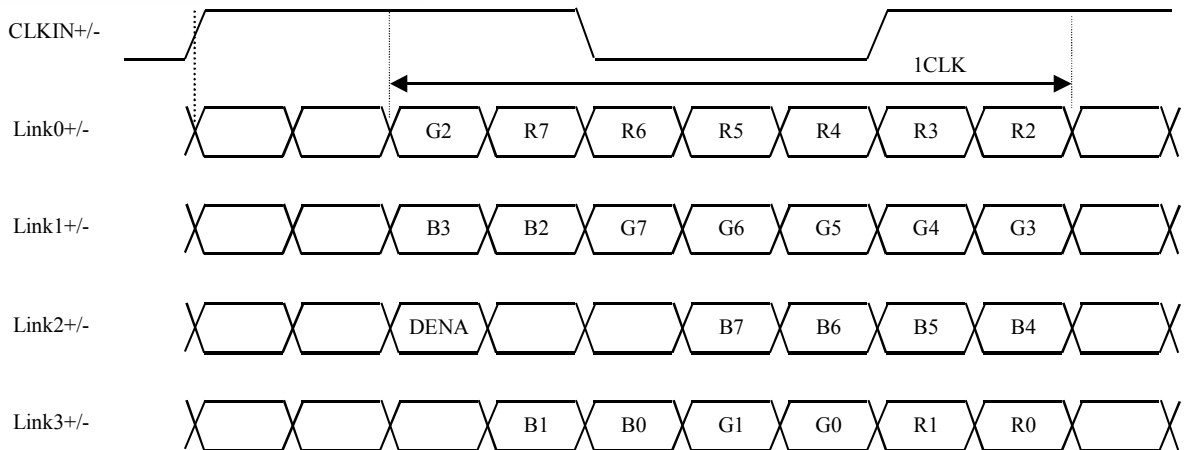 CLKIN+/-
1CLK
Link0+/- G2 R7 R6 R5 R4 R3 R2
Link1+/- B3 B2 G7 G6 G5 G4 G3
Link2+/- DENA B7 B6 B5 B4
Link3+/- B1 B0 G1 G0 R1 R0